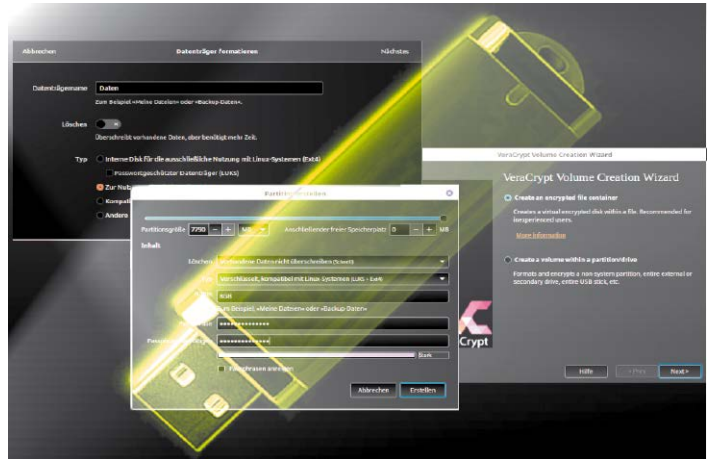 Abbrechen
Datenträger formatieren
Nächstes
Datenträgername
Daten
Zum Beispiel »Meine Dateien« oder »Backup-Daten«.
Löschen
Überschreibt vorhandene Daten, aber benötigt mehr Zeit.
Typ
Interne Disk für die ausschließliche Nutzung mit Linux-Systemen (Ext4)
Passwortgeschützter Datenträger (LUKS)
Zur
Andere
Partition erstellen
Partitionsgröße 7750 − + MB
Anschließender freier Speicherplatz 0 − + MB
Inhalt
Löschen
Vorhandene Daten nicht überschreiben
Verschlüsselt, kompatibel mit Linux-Systemen (LUKS + Ext4)
Zum Beispiel: »Meine Dateien« oder »Backup Daten«
Stark
anzeigen
Abbrechen
Erstellen
VeraCrypt Volume Creation Wizard
VeraCrypt Volume Creation Wizard
Create an encrypted file container
Creates a virtual encrypted disk within a file. Recommended for
inexperienced users.
More information
Create a volume within a partition/drive
Formats and encrypts a non system partition, entire external or
secondary drive, entire USB stick, etc.
Crypt
Hilfe
< Prev
Next >